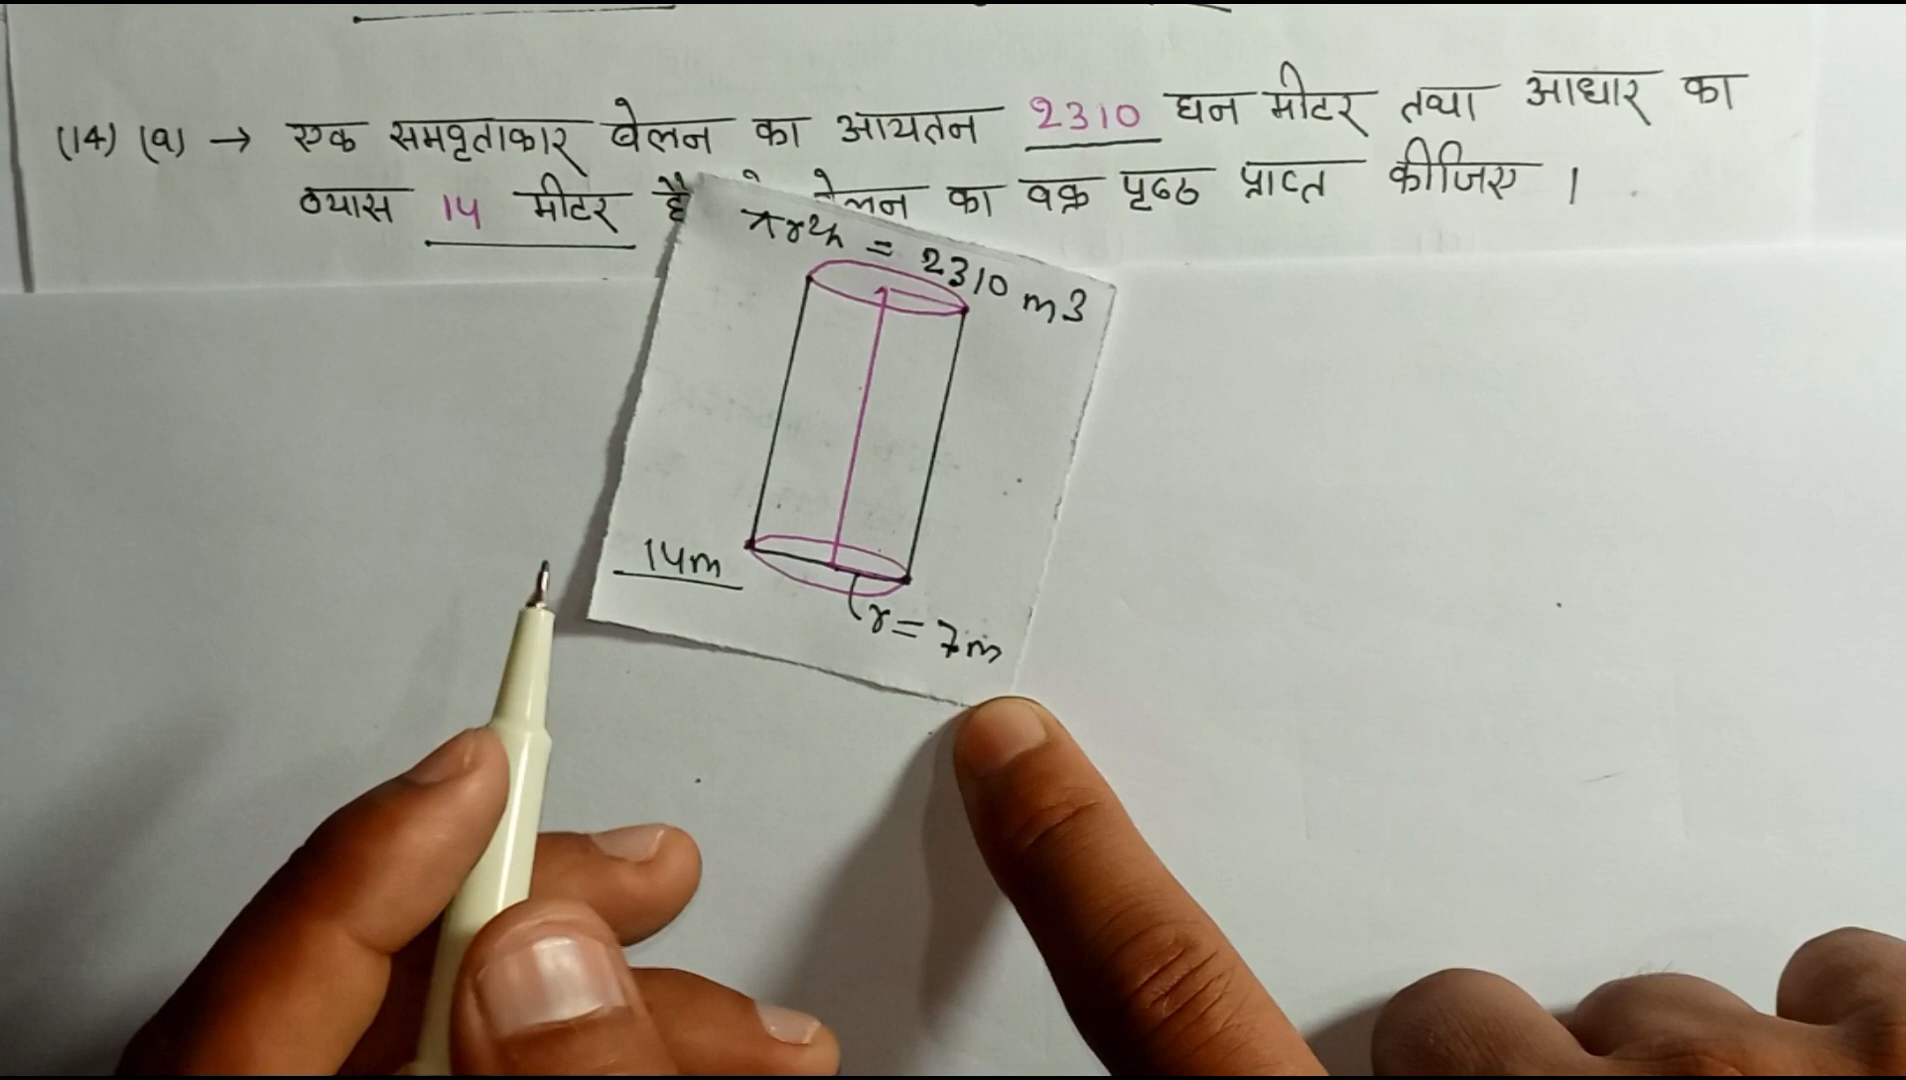 (14) (a) → एक समवृताकार बेलन का आयतन 2310 घन मीटर तथा आधार का
व्यास 14 मीटर है का वक्र पृष्ठ प्राप्त कीजिए ।
πr2h = 2310 m3
14m
r = 7m